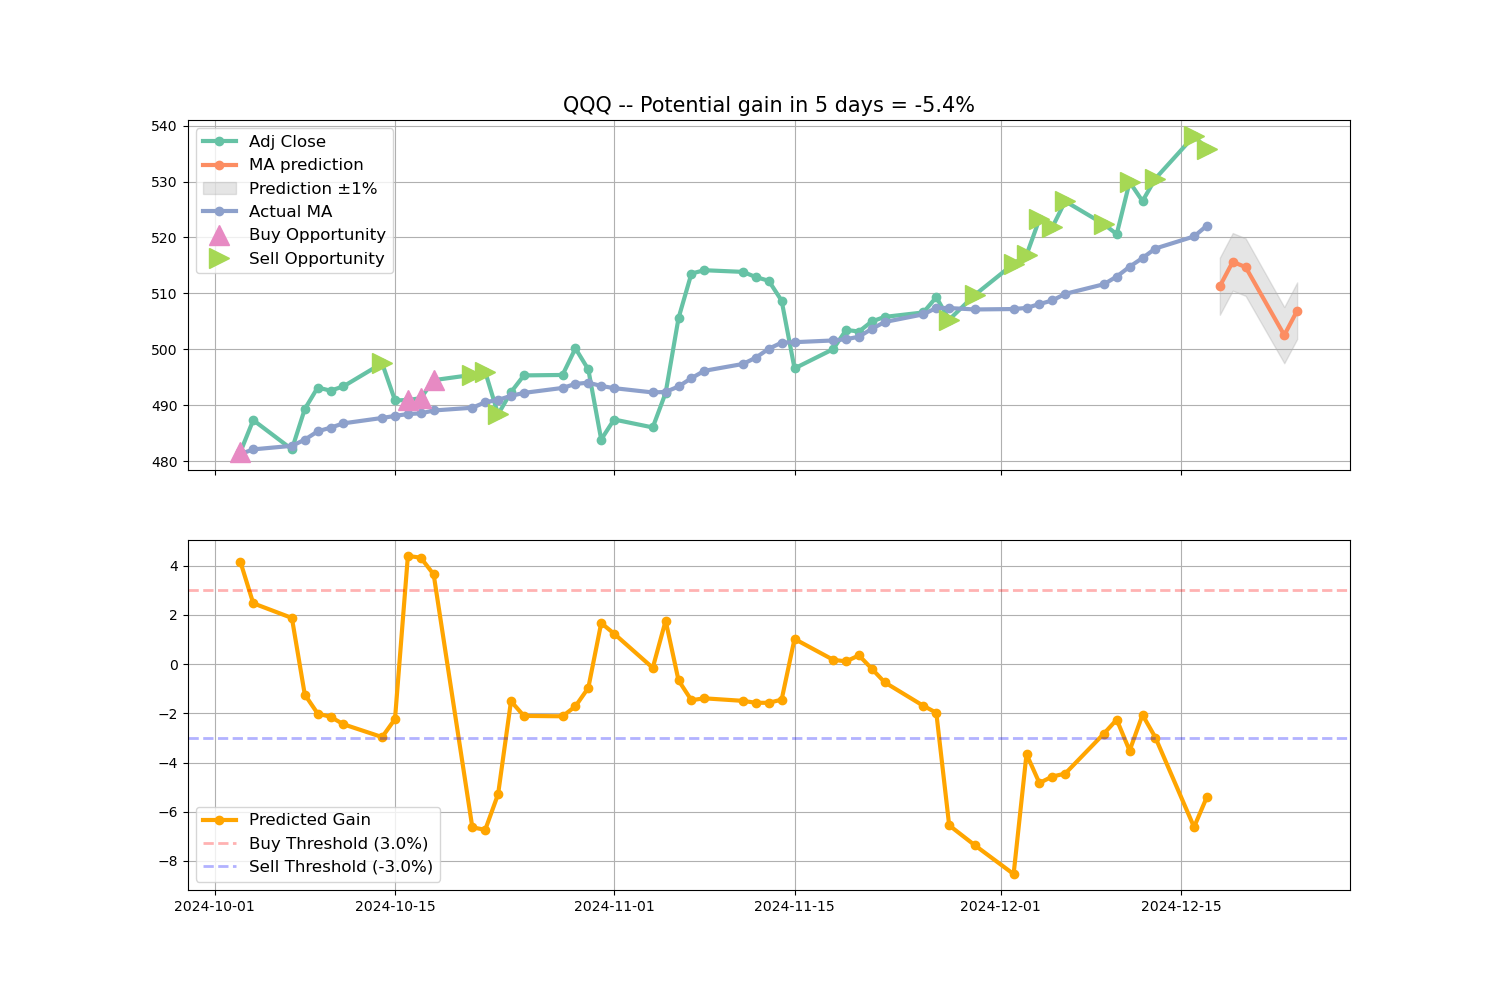 QQQ -- Potential gain in 5 days = -5.4%
540
530
520
510
500
490
480
Adj Close
MA prediction
Prediction ±1%
Actual MA
Buy Opportunity
Sell Opportunity
4
2
0
−2
−4
−6
−8
Predicted Gain
Buy Threshold (3.0%)
Sell Threshold (-3.0%)
2024-10-01
2024-10-15
2024-11-01
2024-11-15
2024-12-01
2024-12-15